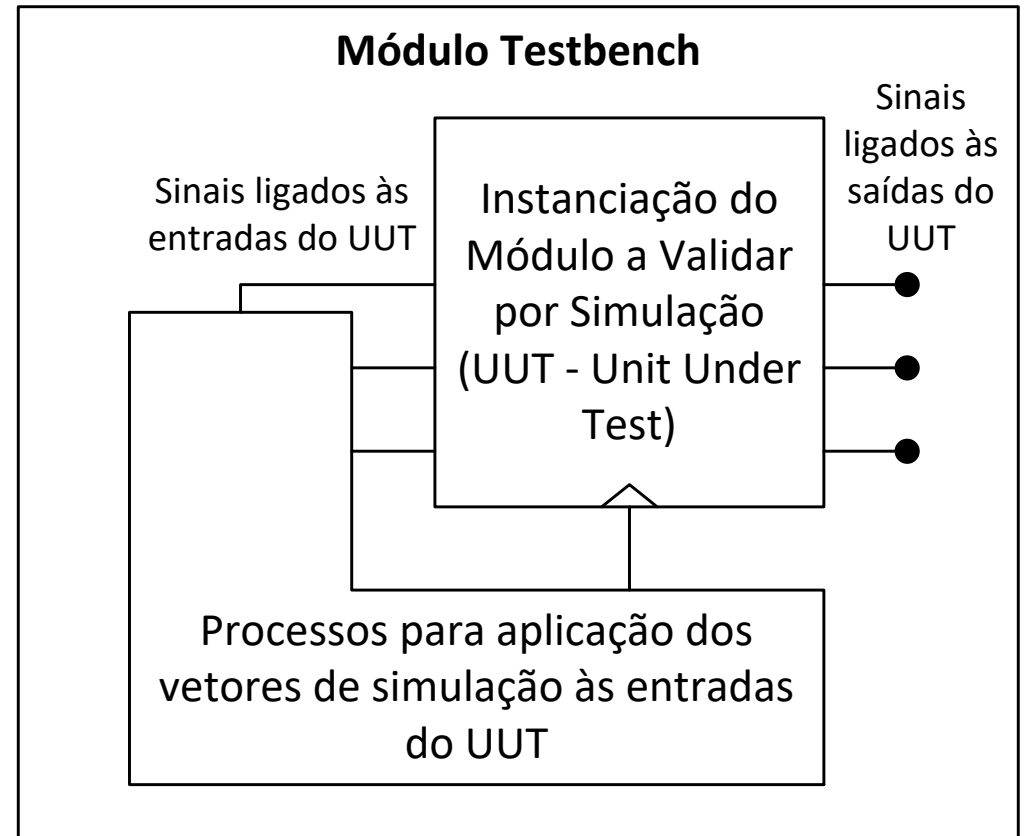 Módulo Testbench
Sinais ligados às
entradas do UUT
Instanciação do
Módulo a Validar
por Simulação
(UUT - Unit Under
Test)
Sinais
ligados às
saídas do
UUT
Processos para aplicação dos
vetores de simulação às entradas
do UUT